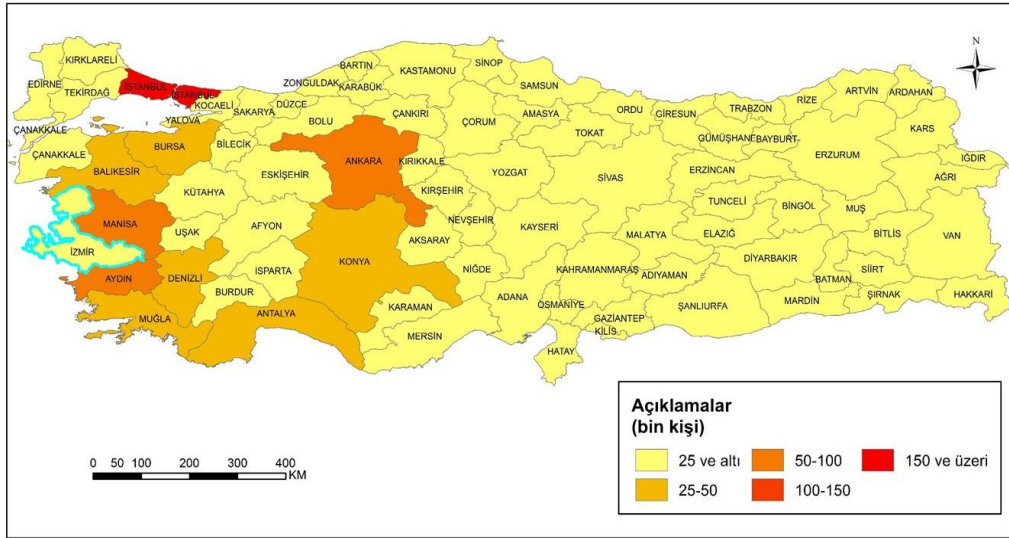 N
KIRKLARELİ
EDİRNE
TEKİRDAĞ
İSTANBUL
İSTANBUL
KOCAELİ
YALOVA
SAKARYA
DÜZCE
ZONGULDAK
BARTIN
KARABÜK
KASTAMONU
SİNOP
SAMSUN
ORDU
GİRESUN
TRABZON
RİZE
ARTVİN
ARDAHAN
ÇANAKKALE
ÇANAKKALE
BALIKESİR
BURSA
BİLECİK
BOLU
ÇANKIRI
ÇORUM
AMASYA
TOKAT
GÜMÜŞHANE
BAYBURT
ERZURUM
KARS
IĞDIR
AĞRI
KÜTAHYA
ESKİŞEHİR
ANKARA
KIRIKKALE
YOZGAT
SİVAS
ERZİNCAN
TUNCELİ
BİNGÖL
MUŞ
MANİSA
UŞAK
AFYON
KIRŞEHİR
NEVŞEHİR
KAYSERİ
MALATYA
ELAZIĞ
DİYARBAKIR
BİTLİS
VAN
İZMİR
AYDIN
DENİZLİ
ISPARTA
BURDUR
KONYA
AKSARAY
NİĞDE
KAHRAMANMARAŞ
ADIYAMAN
BATMAN
SİİRT
ŞIRNAK
HAKKARİ
MUĞLA
ANTALYA
KARAMAN
MERSİN
ADANA
OSMANİYE
GAZİANTEP
KİLİS
ŞANLIURFA
MARDİN
HATAY
0 50 100 200 300 400
KM
Açıklamalar
(bin kişi)
25 ve altı
50-100
150 ve üzeri
25-50
100-150